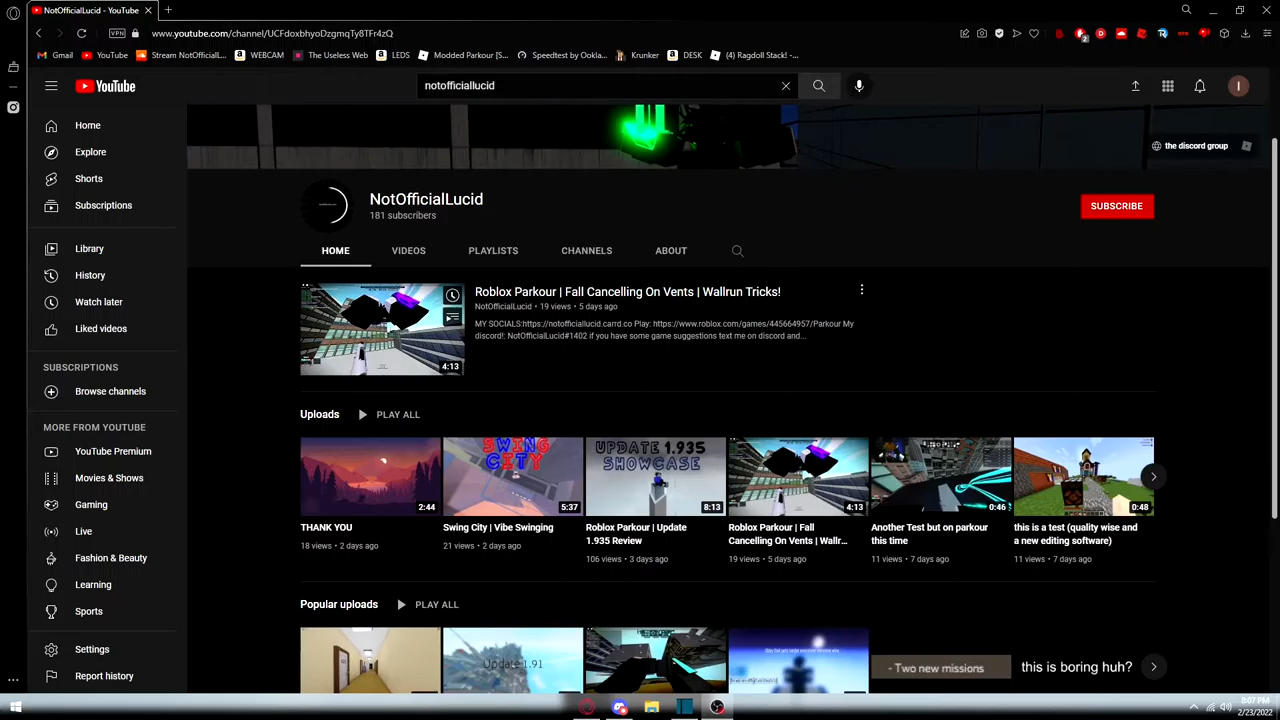 NotOfficialLucid - YouTube
VPN www.youtube.com/channel/UCFdoxbhyoDzgmqTy8TFr4zQ
Gmail YouTube Stream NotOfficialL... WEBCAM The Useless Web LEDS Modded Parkour [S... Speedtest by Ookla... Krunker DESK (4) Ragdoll Stack! -...
YouTube
notofficiallucid
I
Home
Explore
Shorts
Subscriptions
Library
History
Watch later
Liked videos
SUBSCRIPTIONS
Browse channels
MORE FROM YOUTUBE
YouTube Premium
Movies & Shows
Gaming
Live
Fashion & Beauty
Learning
Sports
Settings
Report history
the discord group
NotOfficialLucid
181 subscribers
SUBSCRIBE
HOME VIDEOS PLAYLISTS CHANNELS ABOUT
4:13
Roblox Parkour | Fall Cancelling On Vents | Wallrun Tricks!
NotOfficialLucid • 19 views • 5 days ago
MY SOCIALS:https://notofficiallucid.carrd.co Play: https://www.roblox.com/games/445664957/Parkour My
discord!: NotOfficialLucid#1402 if you have some game suggestions text me on discord and...
Uploads PLAY ALL
2:44
THANK YOU
18 views • 2 days ago
SWING
CITY
5:37
Swing City | Vibe Swinging
21 views • 2 days ago
UPDATE 1.935
SHOWCASE
8:13
Roblox Parkour | Update
1.935 Review
106 views • 3 days ago
4:13
Roblox Parkour | Fall
Cancelling On Vents | Wallr...
19 views • 5 days ago
0:46
Another Test but on parkour
this time
11 views • 7 days ago
0:48
this is a test (quality wise and
a new editing software)
11 views • 7 days ago
Popular uploads PLAY ALL
Update 1.91
- Two new missions
this is boring huh?
8:07 PM
2/23/2022